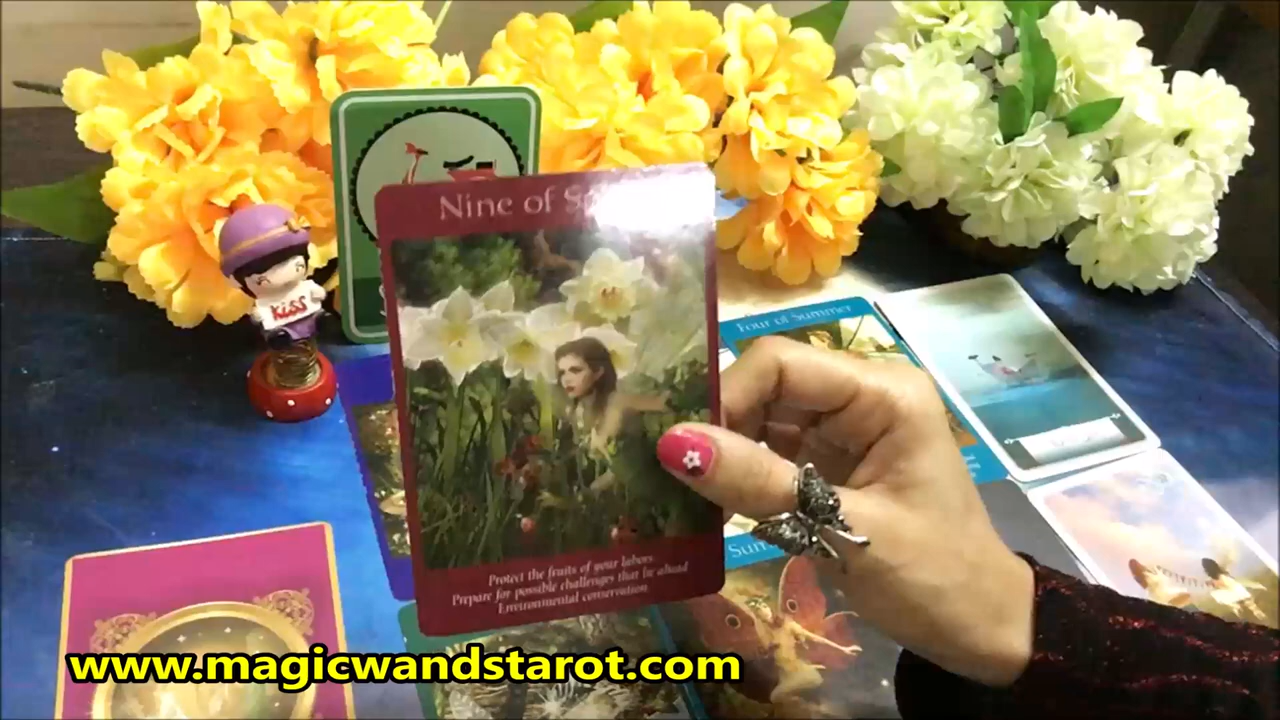 Nine of
KISS
Four of Summer
Protect the fruits of your labors
Prepare for possible challenges that lie ahead
Environmental conservation
www.magicwandstarot.com